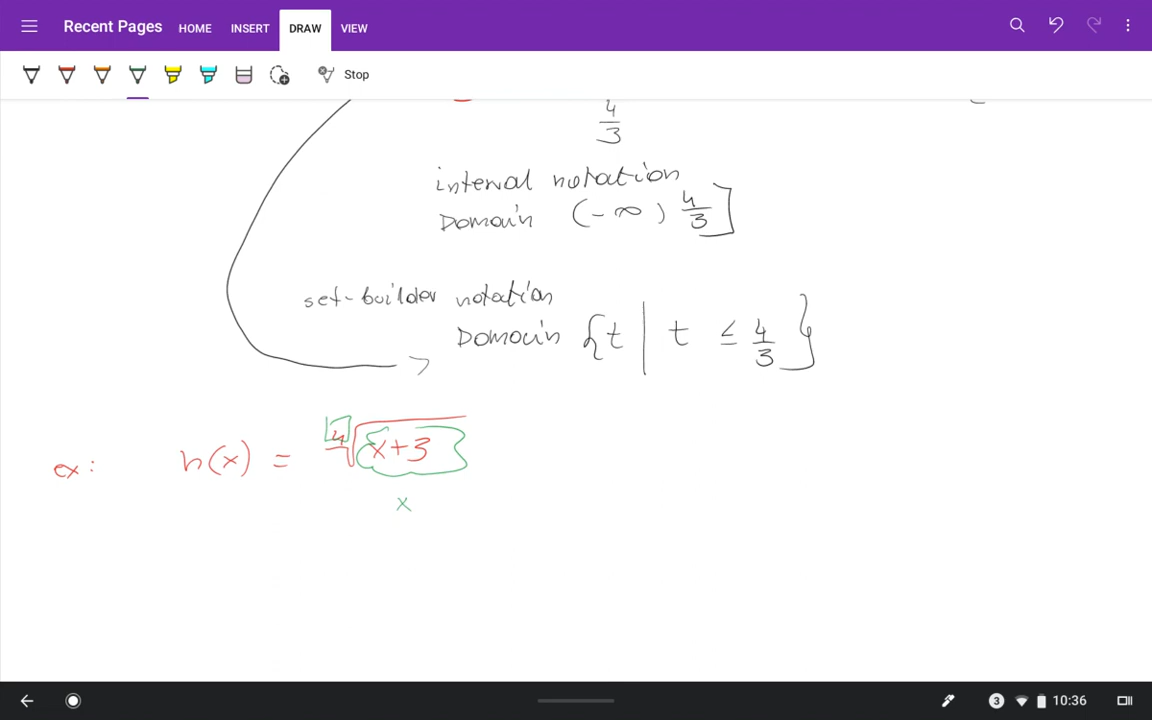 Recent Pages HOME INSERT DRAW VIEW
Stop
4/3
interval notation
Domain (-∞) 4/3]
set-builder notation
Domain {t | t ≤ 4/3}
ex: h(x) = ∜(x+3)
x
3 10:36